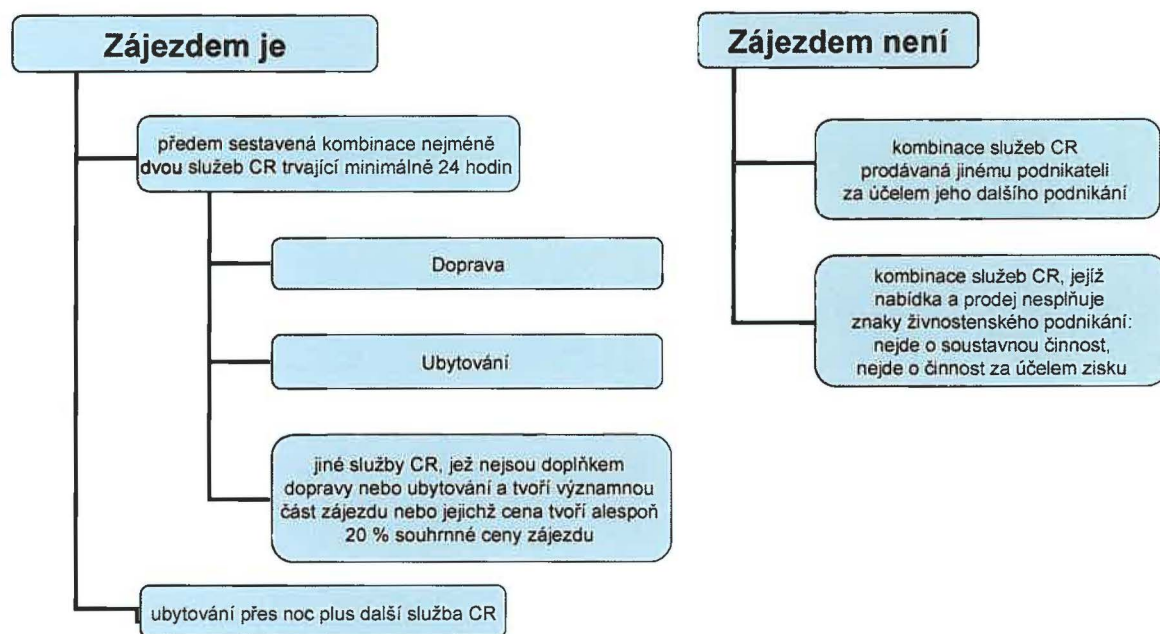 Zájezdem je
předem sestavená kombinace nejméně
dvou služeb CR trvající minimálně 24 hodin
Doprava
Ubytování
jiné služby CR, jež nejsou doplňkem
dopravy nebo ubytování a tvoří významnou
část zájezdu nebo jejichž cena tvoří alespoň
20 % souhrnné ceny zájezdu
ubytování přes noc plus další služba CR
Zájezdem není
kombinace služeb CR
prodávaná jinému podnikateli
za účelem jeho dalšího podnikání
kombinace služeb CR, jejíž
nabídka a prodej nesplňuje
znaky živnostenského podnikání:
nejde o soustavnou činnost,
nejde o činnost za účelem zisku